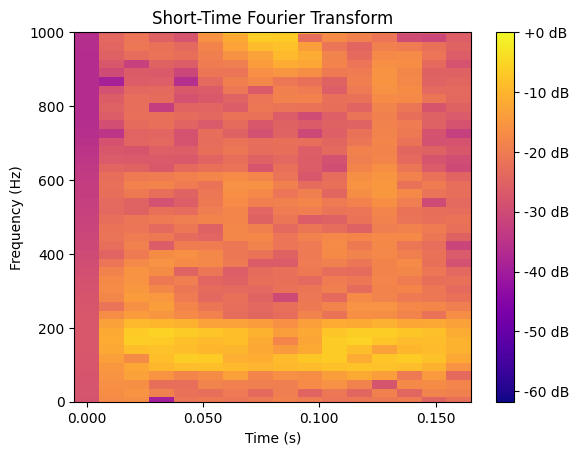 Short-Time Fourier Transform
1000
800
600
400
200
0
Frequency (Hz)
0.000
0.050
0.100
0.150
Time (s)
+0 dB
-10 dB
-20 dB
-30 dB
-40 dB
-50 dB
-60 dB